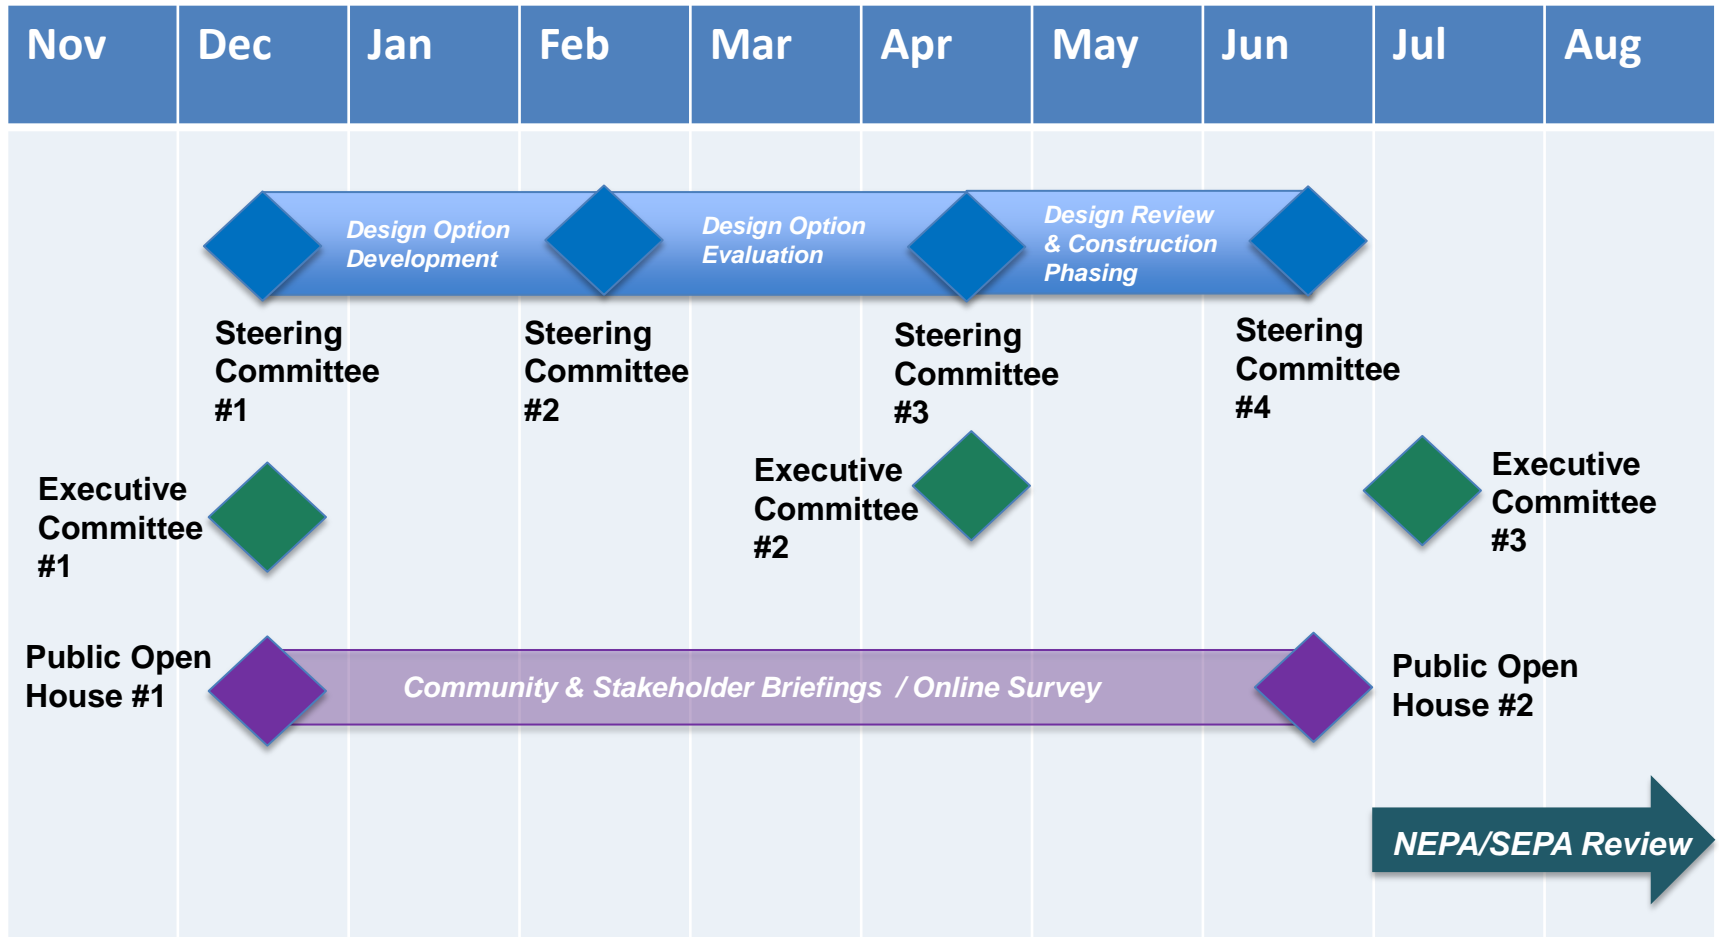 Nov Dec Jan Feb Mar Apr May Jun Jul Aug
Design Option
Development
Design Option
Evaluation
Design Review
& Construction
Phasing
Steering
Committee
#1
Steering
Committee
#2
Steering
Committee
#3
Steering
Committee
#4
Executive
Committee
#1
Executive
Committee
#2
Executive
Committee
#3
Public Open
House #1
Community & Stakeholder Briefings / Online Survey
Public Open
House #2
NEPA/SEPA Review